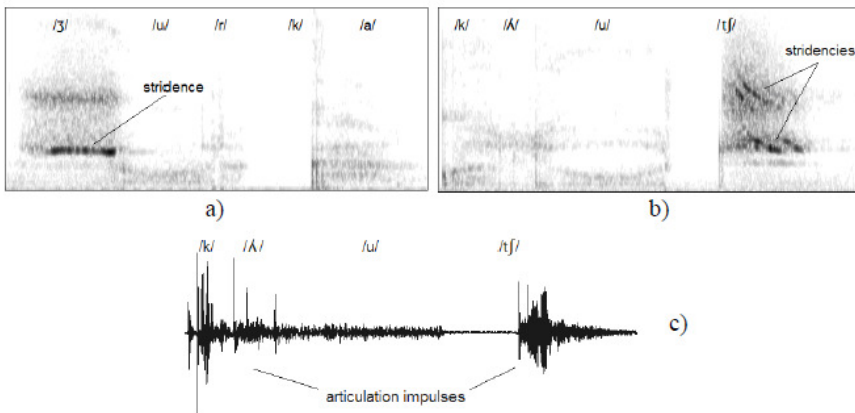 /ʒ/ /u/ /r/ /k/ /a/
stridence
a)
/k/ /ʎ/ /u/ /tʃ/
stridencies
b)
/k/ /ʎ/ /u/ /tʃ/
articulation impulses
c)